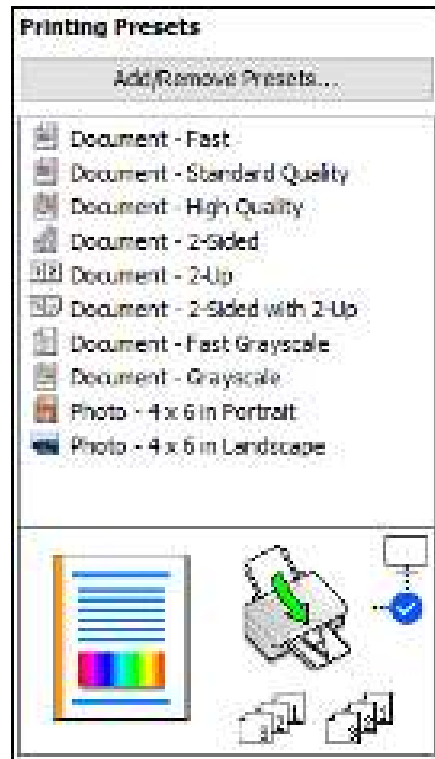 Printing Presets
Add/Remove Presets...
Document - Fast
Document - Standard Quality
Document - High Quality
Document - 2-Sided
Document - 2-Up
Document - 2-Sided with 2-Up
Document - Fast Grayscale
Document - Grayscale
Photo - 4 x 6 in Portrait
Photo - 4 x 6 in Landscape